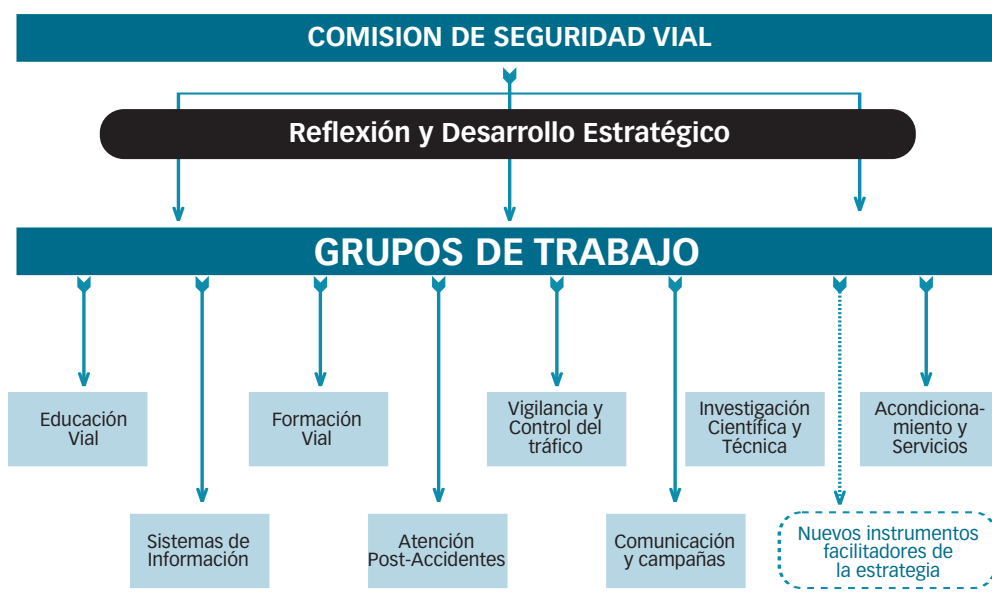 COMISION DE SEGURIDAD VIAL
Reflexión y Desarrollo Estratégico
GRUPOS DE TRABAJO
Educación
Vial
Formación
Vial
Vigilancia y
Control del
tráfico
Investigación
Científica y
Técnica
Acondiciona-
miento y
Servicios
Sistemas de
Información
Atención
Post-Accidentes
Comunicación
y campañas
Nuevos instrumentos
facilitadores de
la estrategia